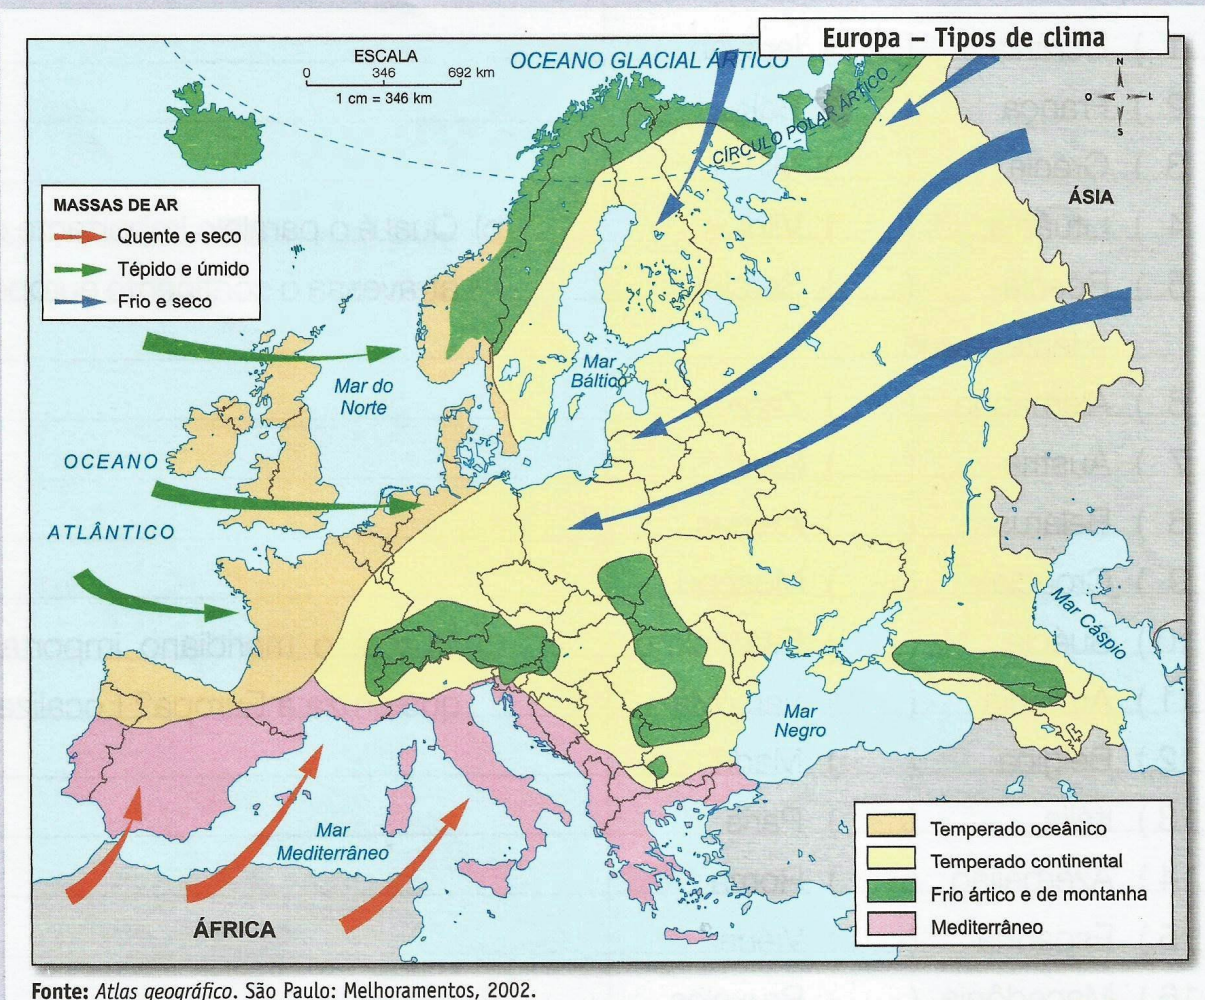 Europa – Tipos de clima
ESCALA
0 346 692 km
1 cm = 346 km
OCEANO GLACIAL ÁRTICO
CÍRCULO POLAR ÁRTICO
N
O L
S
ÁSIA
MASSAS DE AR
Quente e seco
Tépido e úmido
Frio e seco
Mar do
Norte
Mar
Báltico
OCEANO
ATLÂNTICO
Mar Cáspio
Mar
Negro
Mar
Mediterrâneo
ÁFRICA
Temperado oceânico
Temperado continental
Frio ártico e de montanha
Mediterrâneo
Fonte: Atlas geográfico. São Paulo: Melhoramentos, 2002.